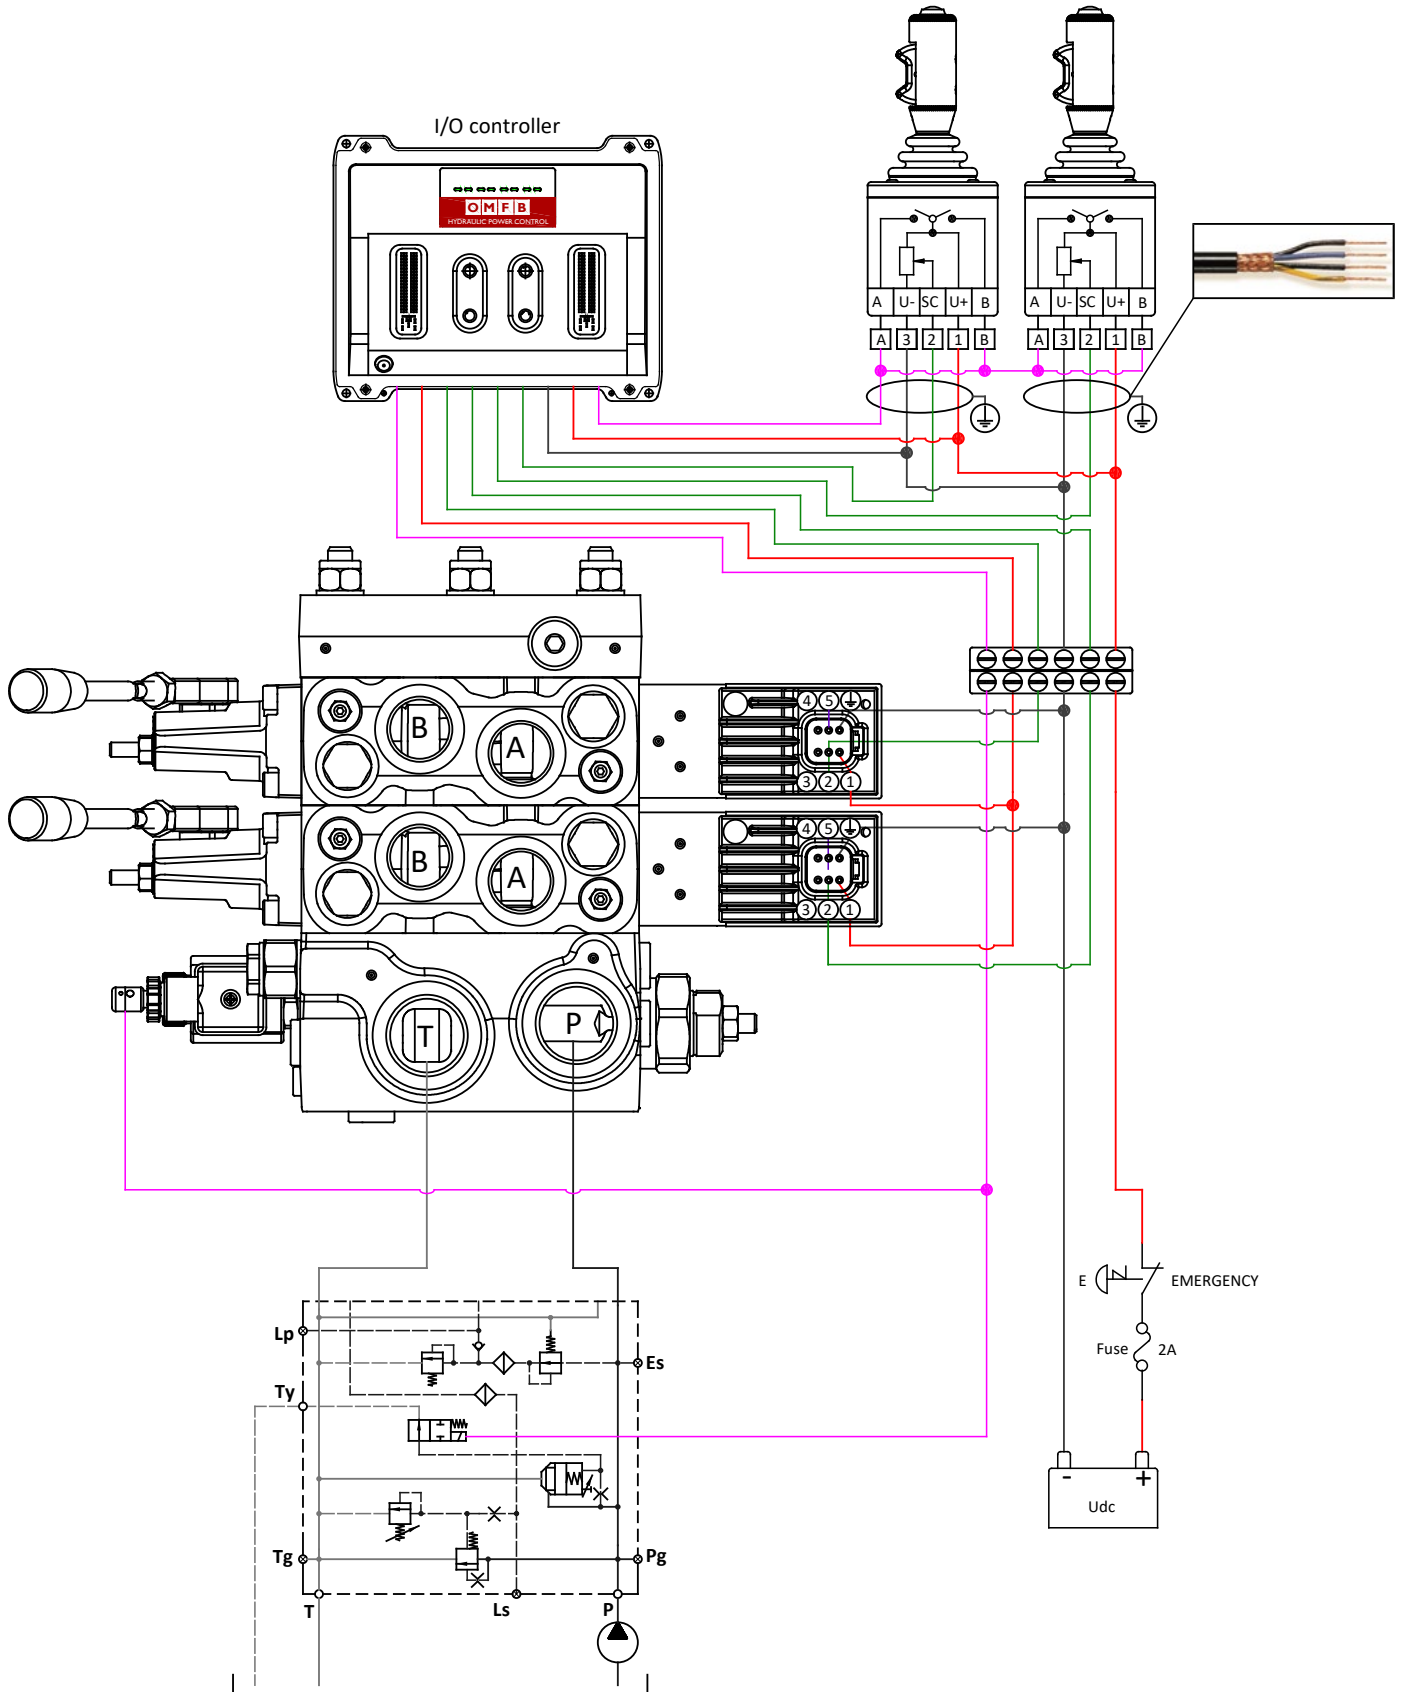 I/O controller
OMFB
HYDRAULIC POWER CONTROL
A U- SC U+ B
A U- SC U+ B
A 3 2 1 B
A 3 2 1 B
B
A
4 5
3 2 1
B
A
4 5
3 2 1
T
P
E
EMERGENCY
Fuse
2A
Lp
Es
Ty
- +
Udc
Tg
Pg
T
Ls
P